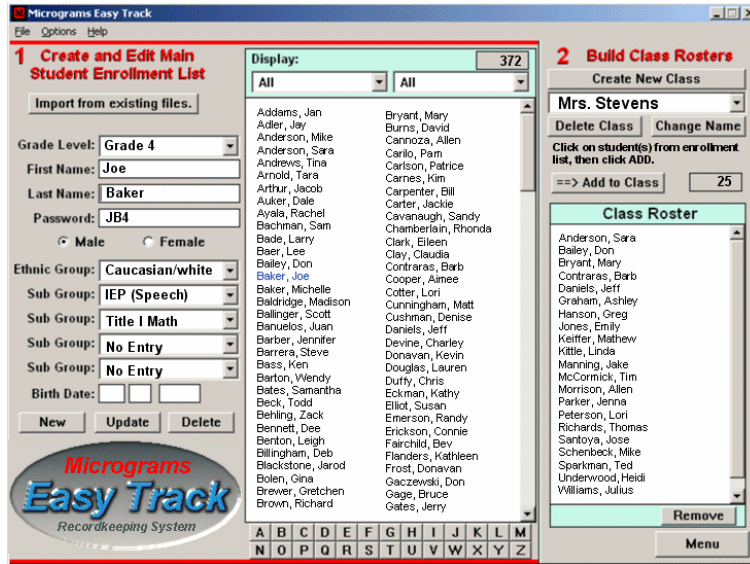 Micrograms Easy Track
File Options Help
1 Create and Edit Main
Student Enrollment List
Import from existing files.
Grade Level: Grade 4
First Name: Joe
Last Name: Baker
Password: JB4
Male Female
Ethnic Group: Caucasian/white
Sub Group: IEP (Speech)
Sub Group: Title I Math
Sub Group: No Entry
Sub Group: No Entry
Birth Date:
New Update Delete
Micrograms
Easy Track
Recordkeeping System
Display: 372
All All
Addams, Jan
Adler, Jay
Anderson, Mike
Anderson, Sara
Andrews, Tina
Arnold, Tara
Arthur, Jacob
Auker, Dale
Ayala, Rachel
Bachman, Sam
Bade, Larry
Baer, Lee
Bailey, Don
Baker, Joe
Baker, Michelle
Baldridge, Madison
Ballinger, Scott
Banuelos, Juan
Barber, Jennifer
Barrera, Steve
Bass, Ken
Barton, Wendy
Bates, Samantha
Beck, Todd
Behling, Zack
Bennett, Dee
Benton, Leigh
Billingham, Deb
Blackstone, Jarod
Bolen, Gina
Brewer, Gretchen
Brown, Richard
Bryant, Mary
Burns, David
Cannoza, Allen
Carilo, Pam
Carlson, Patrice
Carnes, Kim
Carpenter, Bill
Carter, Jackie
Cavanaugh, Sandy
Chamberlain, Rhonda
Clark, Eileen
Clay, Claudia
Contraras, Barb
Cooper, Aimee
Cotter, Lori
Cunningham, Matt
Cushman, Denise
Daniels, Jeff
Devine, Charley
Donavan, Kevin
Douglas, Lauren
Duffy, Chris
Eckman, Kathy
Elliot, Susan
Emerson, Randy
Erickson, Connie
Fairchild, Bev
Flanders, Kathleen
Frost, Donavan
Gaczewski, Don
Gage, Bruce
Gates, Jerry
A B C D E F G H I J K L M
N O P Q R S T U V W X Y Z
2 Build Class Rosters
Create New Class
Mrs. Stevens
Delete Class Change Name
Click on student(s) from enrollment
list, then click ADD.
==> Add to Class 25
Class Roster
Anderson, Sara
Bailey, Don
Bryant, Mary
Contraras, Barb
Daniels, Jeff
Graham, Ashley
Hanson, Greg
Jones, Emily
Keiffer, Mathew
Kittle, Linda
Manning, Jake
McCormick, Tim
Morrison, Allen
Parker, Jenna
Peterson, Lori
Richards, Thomas
Santoya, Jose
Schenbeck, Mike
Sparkman, Ted
Underwood, Heidi
Williams, Julius
Remove
Menu